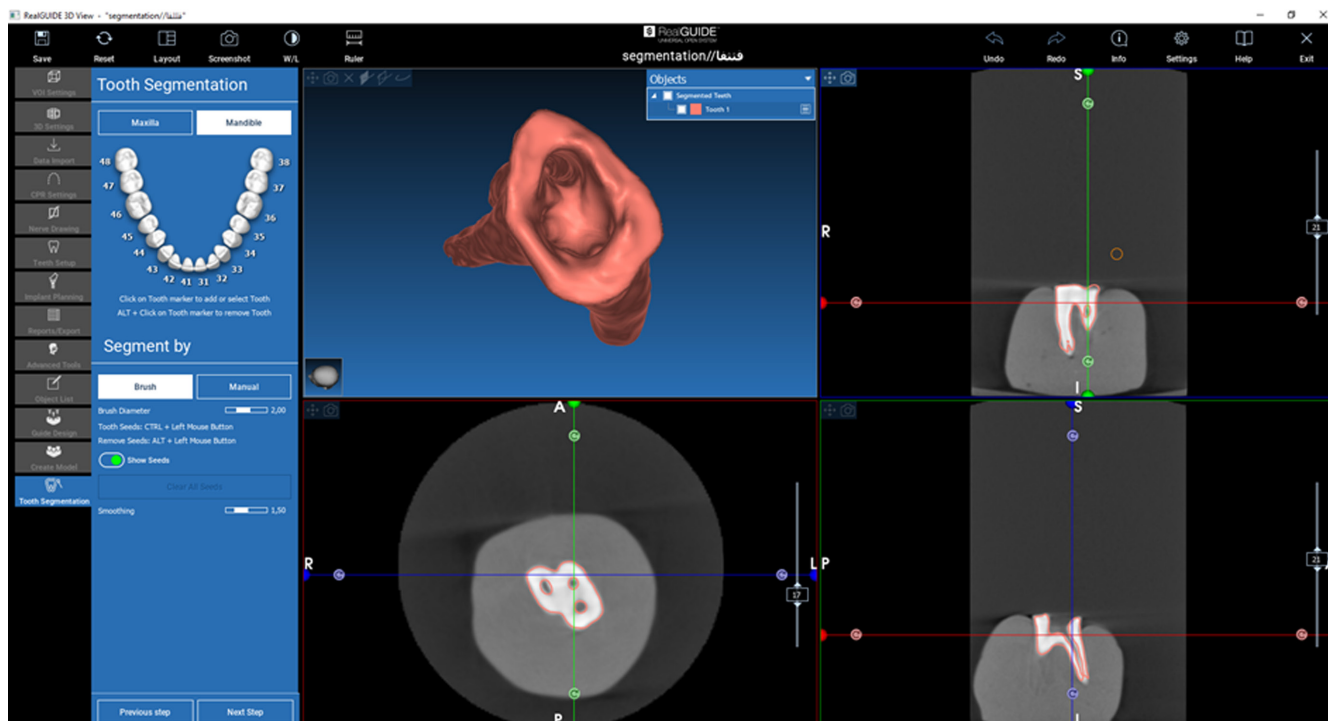 RealGUIDE 3D View - "segmentation//فنتفا"
Save
Reset
Layout
Screenshot
W/L
Ruler
RealGUIDE
UNIVERSAL OPEN SYSTEM
segmentation//فنتفا
Undo
Redo
Info
Settings
Help
Exit
VOI Settings
3D Settings
Data Import
CPR Settings
Nerve Drawing
Teeth Setup
Implant Planning
Reports/Export
Advanced Tools
Object List
Guide Design
Create Model
Tooth Segmentation
Tooth Segmentation
Maxilla
Mandible
48
38
47
37
46
36
45
35
44
34
43
33
42
41
31
32
Click on Tooth marker to add or select Tooth
ALT + Click on Tooth marker to remove Tooth
Segment by
Brush
Manual
Brush Diameter
2,00
Tooth Seeds: CTRL + Left Mouse Button
Remove Seeds: ALT + Left Mouse Button
Show Seeds
Clear All Seeds
Smoothing
1,50
Previous step
Next Step
Objects
Segmented Teeth
Tooth 1
S
R
21
I
A
R
L
17
P
S
P
21
I